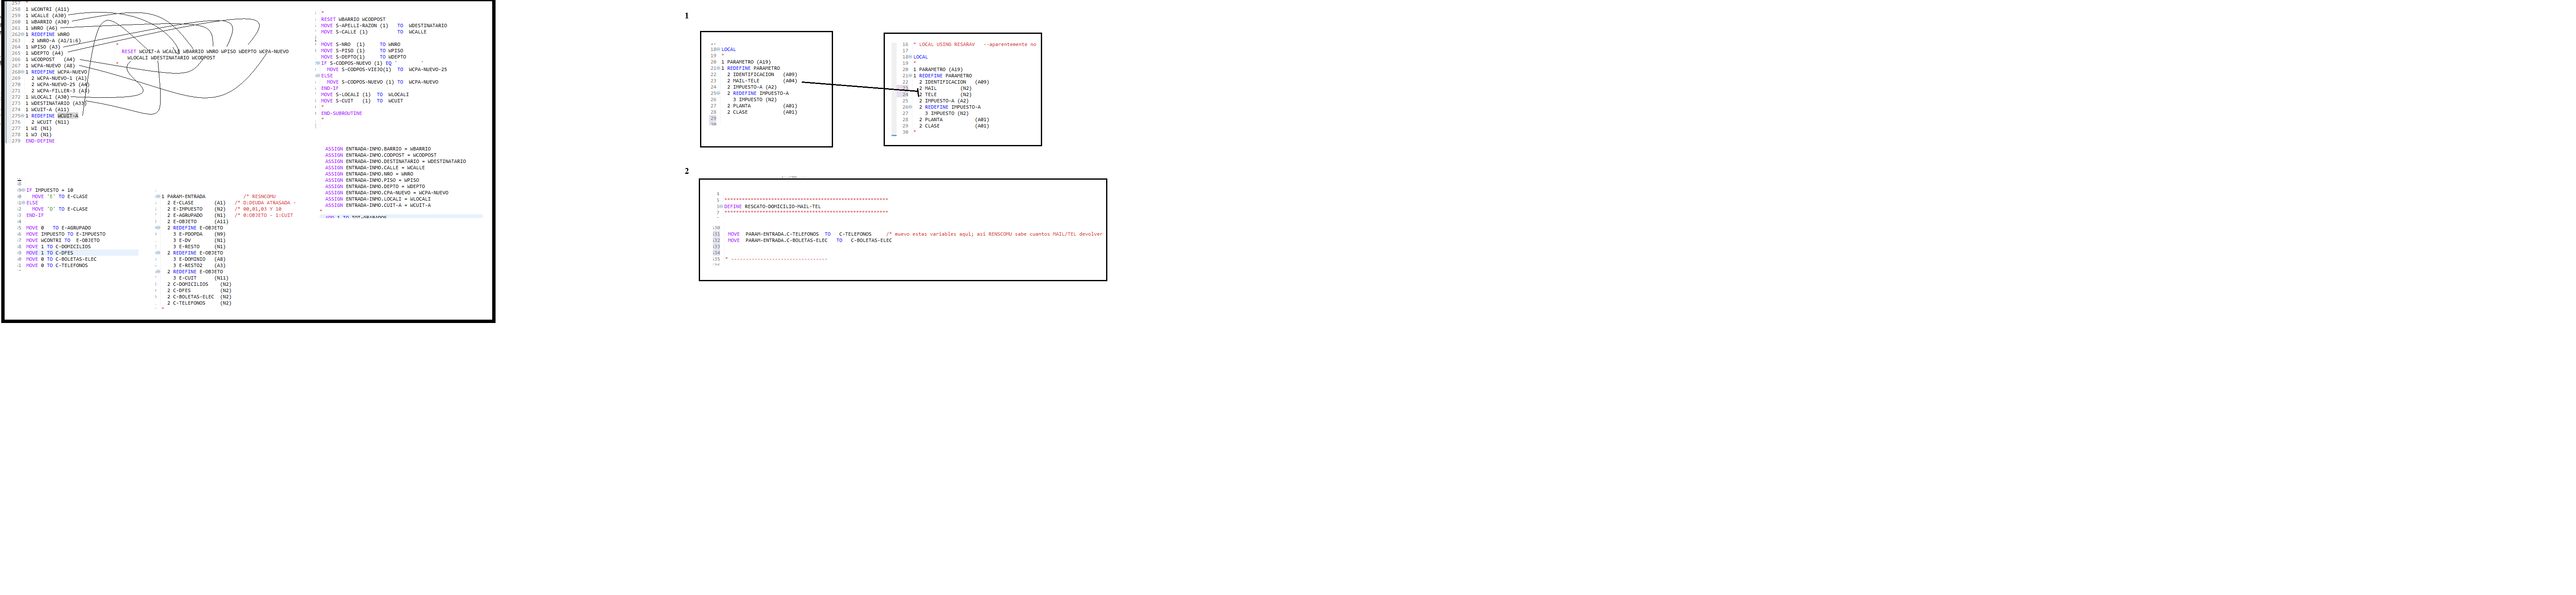 257 *
258 1 WCONTRI (A11)
259 1 WCALLE (A30)
260 1 WBARRIO (A30)
261 1 WNRO (A6)
262 1 REDEFINE WNRO
263 2 WNRO-A (A1/1:6)
264 1 WPISO (A3)
265 1 WDEPTO (A4)
266 1 WCODPOST (A4)
267 1 WCPA-NUEVO (A8)
268 1 REDEFINE WCPA-NUEVO
269 2 WCPA-NUEVO-1 (A1)
270 2 WCPA-NUEVO-25 (A4)
271 2 WCPA-FILLER-3 (A3)
272 1 WLOCALI (A30)
273 1 WDESTINATARIO (A33)
274 1 WCUIT-A (A11)
275 1 REDEFINE WCUIT-A
276 2 WCUIT (N11)
277 1 WI (N1)
278 1 WJ (N1)
279 END-DEFINE
*
RESET WCUIT-A WCALLE WBARRIO WNRO WPISO WDEPTO WCPA-NUEVO
WLOCALI WDESTINATARIO WCODPOST
*
*
RESET WBARRIO WCODPOST
MOVE S-APELLI-RAZON (1) TO WDESTINATARIO
MOVE S-CALLE (1) TO WCALLE
MOVE S-NRO (1) TO WNRO
MOVE S-PISO (1) TO WPISO
MOVE S-DEPTO(1) TO WDEPTO
IF S-CODPOS-NUEVO (1) EQ ' '
MOVE S-CODPOS-VIEJO(1) TO WCPA-NUEVO-25
ELSE
MOVE S-CODPOS-NUEVO (1) TO WCPA-NUEVO
END-IF
MOVE S-LOCALI (1) TO WLOCALI
MOVE S-CUIT (1) TO WCUIT
*
END-SUBROUTINE
*
ASSIGN ENTRADA-INMO.BARRIO = WBARRIO
ASSIGN ENTRADA-INMO.CODPOST = WCODPOST
ASSIGN ENTRADA-INMO.DESTINATARIO = WDESTINATARIO
ASSIGN ENTRADA-INMO.CALLE = WCALLE
ASSIGN ENTRADA-INMO.NRO = WNRO
ASSIGN ENTRADA-INMO.PISO = WPISO
ASSIGN ENTRADA-INMO.DEPTO = WDEPTO
ASSIGN ENTRADA-INMO.CPA-NUEVO = WCPA-NUEVO
ASSIGN ENTRADA-INMO.LOCALI = WLOCALI
ASSIGN ENTRADA-INMO.CUIT-A = WCUIT-A
*
IF IMPUESTO = 10
MOVE 'E' TO E-CLASE
ELSE
MOVE 'D' TO E-CLASE
END-IF
MOVE 0 TO E-AGRUPADO
MOVE IMPUESTO TO E-IMPUESTO
MOVE WCONTRI TO E-OBJETO
MOVE 1 TO C-DOMICILIOS
MOVE 1 TO C-DFES
MOVE 0 TO C-BOLETAS-ELEC
MOVE 0 TO C-TELEFONOS
1 PARAM-ENTRADA /* RENSCOMU
2 E-CLASE (A1) /* D:DEUDA ATRASADA -
2 E-IMPUESTO (N2) /* 00,01,03 Y 10
2 E-AGRUPADO (N1) /* 0:OBJETO - 1:CUIT
2 E-OBJETO (A11)
2 REDEFINE E-OBJETO
3 E-PDOPDA (N9)
3 E-DV (N1)
3 E-RESTO (N1)
2 REDEFINE E-OBJETO
3 E-DOMINIO (A8)
3 E-RESTO2 (A3)
2 REDEFINE E-OBJETO
3 E-CUIT (N11)
2 C-DOMICILIOS (N2)
2 C-DFES (N2)
2 C-BOLETAS-ELEC (N2)
2 C-TELEFONOS (N2)
*
1
18 LOCAL
19 *
20 1 PARAMETRO (A19)
21 1 REDEFINE PARAMETRO
22 2 IDENTIFICACION (A09)
23 2 MAIL-TELE (A04)
24 2 IMPUESTO-A (A2)
25 2 REDEFINE IMPUESTO-A
26 3 IMPUESTO (N2)
27 2 PLANTA (A01)
28 2 CLASE (A01)
16 * LOCAL USING RESARAV --aparentemente no
17
18 LOCAL
19 *
20 1 PARAMETRO (A19)
21 1 REDEFINE PARAMETRO
22 2 IDENTIFICACION (A09)
23 2 MAIL (N2)
24 2 TELE (N2)
25 2 IMPUESTO-A (A2)
26 2 REDEFINE IMPUESTO-A
27 3 IMPUESTO (N2)
28 2 PLANTA (A01)
29 2 CLASE (A01)
30 *
2
*******************************************************
DEFINE RESCATO-DOMICILIO-MAIL-TEL
*******************************************************
MOVE PARAM-ENTRADA.C-TELEFONOS TO C-TELEFONOS /* muevo estas variables aqui; asi RENSCOMU sabe cuantos MAIL/TEL devolver
MOVE PARAM-ENTRADA.C-BOLETAS-ELEC TO C-BOLETAS-ELEC
* --------------------------------